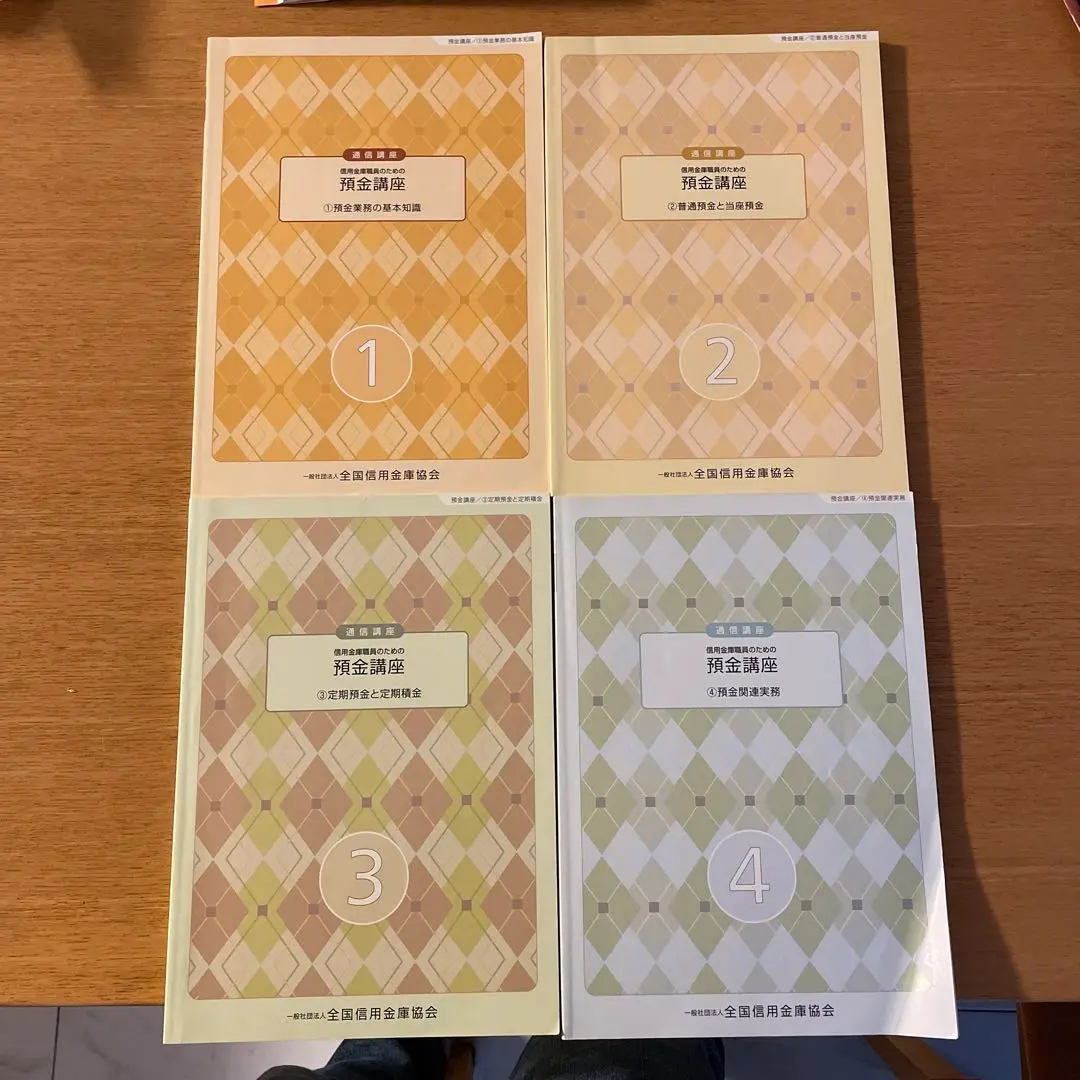 預金講座／①預金業務の基本知識
通信講座
信用金庫職員のための
預金講座
①預金業務の基本知識
1
一般社団法人 全国信用金庫協会
預金講座／②普通預金と当座預金
通信講座
信用金庫職員のための
預金講座
②普通預金と当座預金
2
一般社団法人 全国信用金庫協会
預金講座／③定期預金と定期積金
通信講座
信用金庫職員のための
預金講座
③定期預金と定期積金
3
一般社団法人 全国信用金庫協会
預金講座／④預金関連実務
通信講座
信用金庫職員のための
預金講座
④預金関連実務
4
一般社団法人 全国信用金庫協会